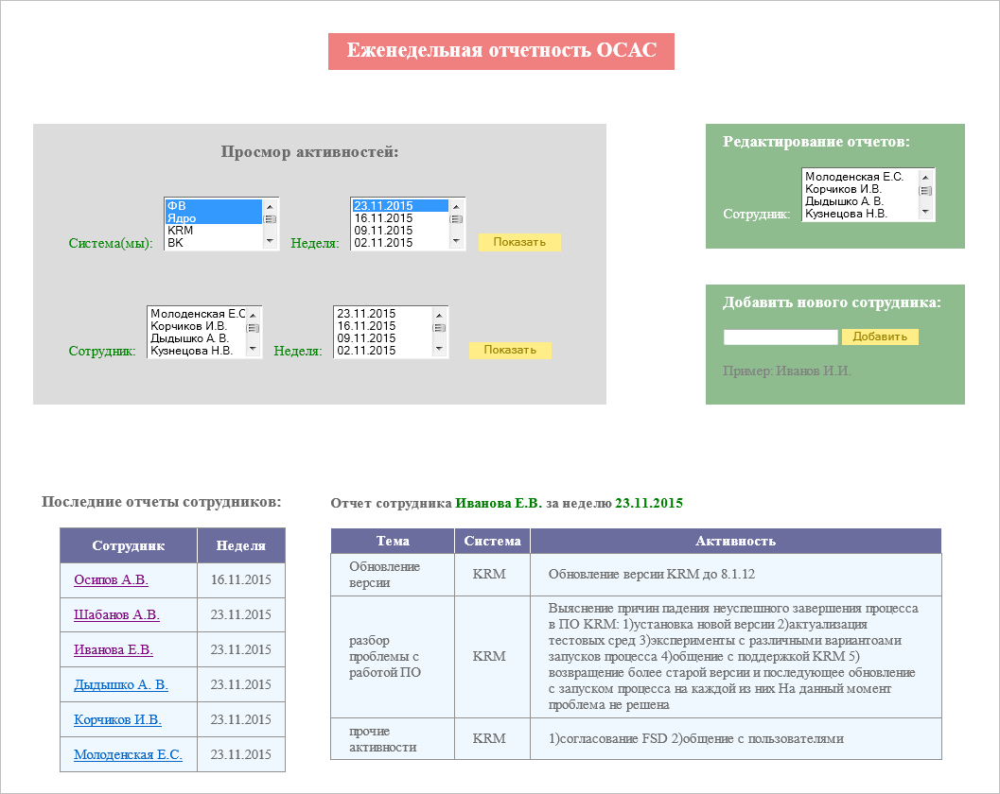 Еженедельная отчетность ОСАС
Просмор активностей:
ФВ
Ядро
KRM
ВК
Система(мы):
23.11.2015
16.11.2015
09.11.2015
02.11.2015
Неделя:
Показать
Молоденская Е.С
Корчиков И.В.
Дыдышко А. В.
Кузнецова Н.В.
Сотрудник:
23.11.2015
16.11.2015
09.11.2015
02.11.2015
Неделя:
Показать
Редактирование отчетов:
Молоденская Е.С.
Корчиков И.В.
Дыдышко А. В.
Кузнецова Н.В.
Сотрудник:
Добавить нового сотрудника:
Добавить
Пример: Иванов И.И.
Последние отчеты сотрудников:
Сотрудник Неделя
Осипов А.В. 16.11.2015
Шабанов А.В. 23.11.2015
Иванова Е.В. 23.11.2015
Дыдышко А. В. 23.11.2015
Корчиков И.В. 23.11.2015
Молоденская Е.С. 23.11.2015
Отчет сотрудника Иванова Е.В. за неделю 23.11.2015
Тема Система Активность
Обновление
версии
KRM
Обновление версии KRM до 8.1.12
разбор
проблемы с
работой ПО
KRM
Выяснение причин падения неуспешного завершения процесса
в ПО KRM: 1)установка новой версии 2)актуализация
тестовых сред 3)эксперименты с различными вариантоами
запусков процесса 4)общение с поддержкой KRM 5)
возвращение более старой версии и последующее обновление
с запуском процесса на каждой из них На данный момент
проблема не решена
прочие
активности
KRM
1)согласование FSD 2)общение с пользователями